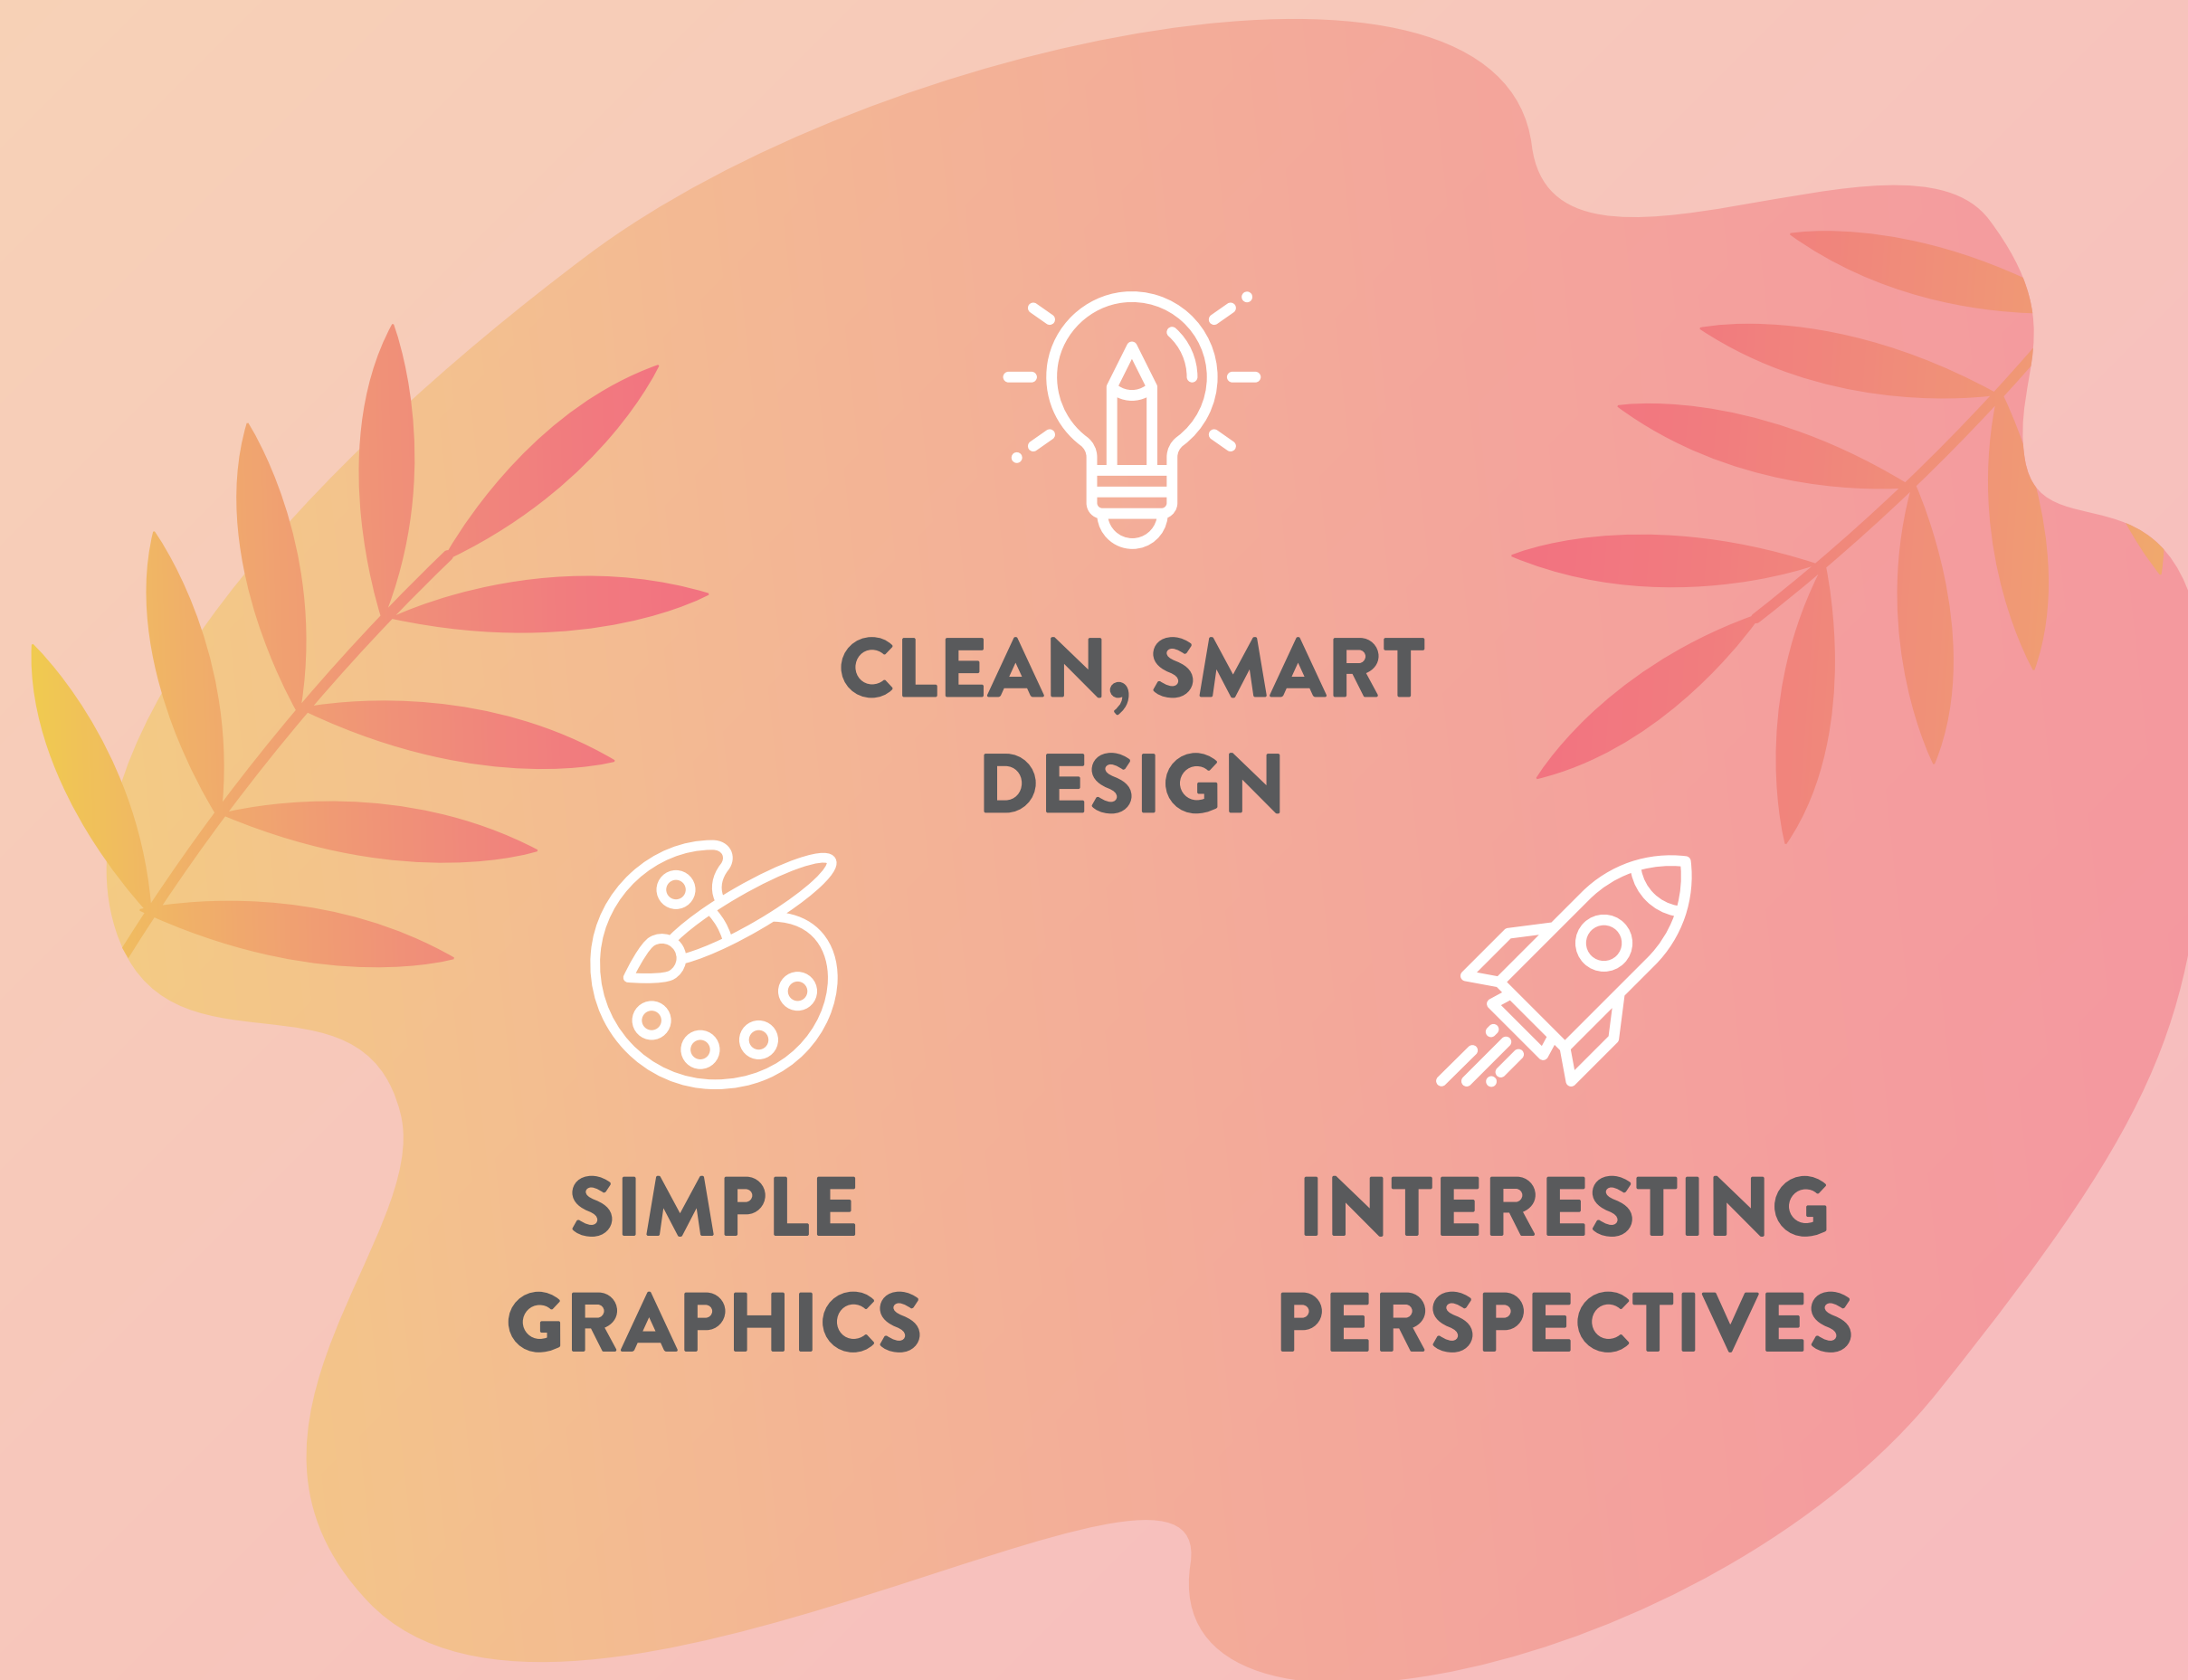 CLEAN, SMART
DESIGN
SIMPLE
GRAPHICS
INTERESTING
PERSPECTIVES